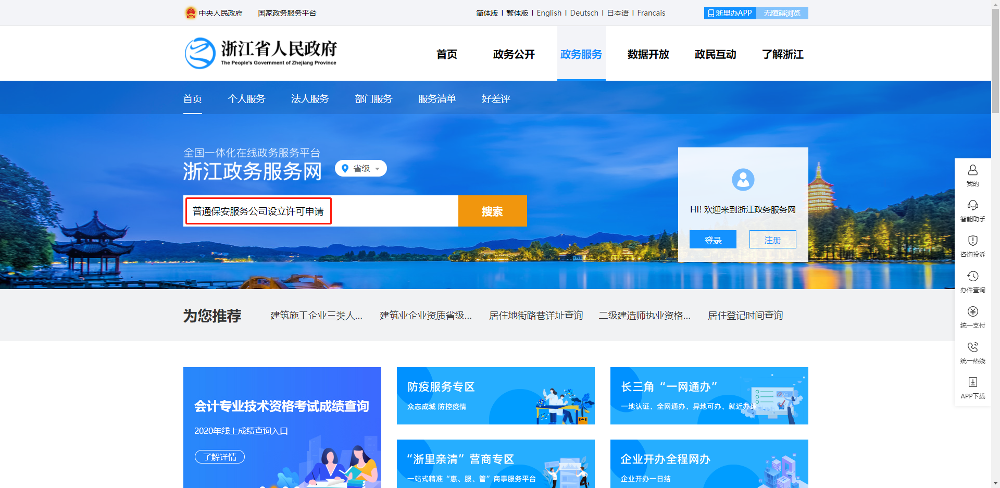 中央人民政府 国家政务服务平台 简体版 | 繁体版 | English | Deutsch | 日本语 | Francais 浙里办APP 无障碍浏览
浙江省人民政府
The People's Government of Zhejiang Province
首页 政务公开 政务服务 数据开放 政民互动 了解浙江
首页 个人服务 法人服务 部门服务 服务清单 好差评
全国一体化在线政务服务平台
浙江政务服务网 省级
普通保安服务公司设立许可申请 搜索
HI! 欢迎来到浙江政务服务网
登录 注册
我的
智能助手
咨询投诉
办件查询
统一支付
统一热线
APP下载
为您推荐 建筑施工企业三类人... 建筑业企业资质省级... 居住地街路巷详址查询 二级建造师执业资格... 居住登记时间查询
会计专业技术资格考试成绩查询
2020年线上成绩查询入口
了解详情
防疫服务专区
众志成城 防控疫情
长三角“一网通办”
一地认证、全网通办、异地可办、就近办理
“浙里亲清”营商专区
一站式精准“惠、服、管”商事服务平台
企业开办全程网办
企业开办一日结